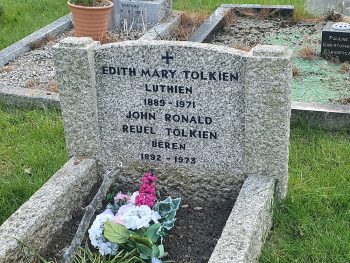 EDITH MARY TOLKIEN
LUTHIEN
1889 - 1971
JOHN RONALD
REUEL TOLKIEN
BEREN
1892 - 1973